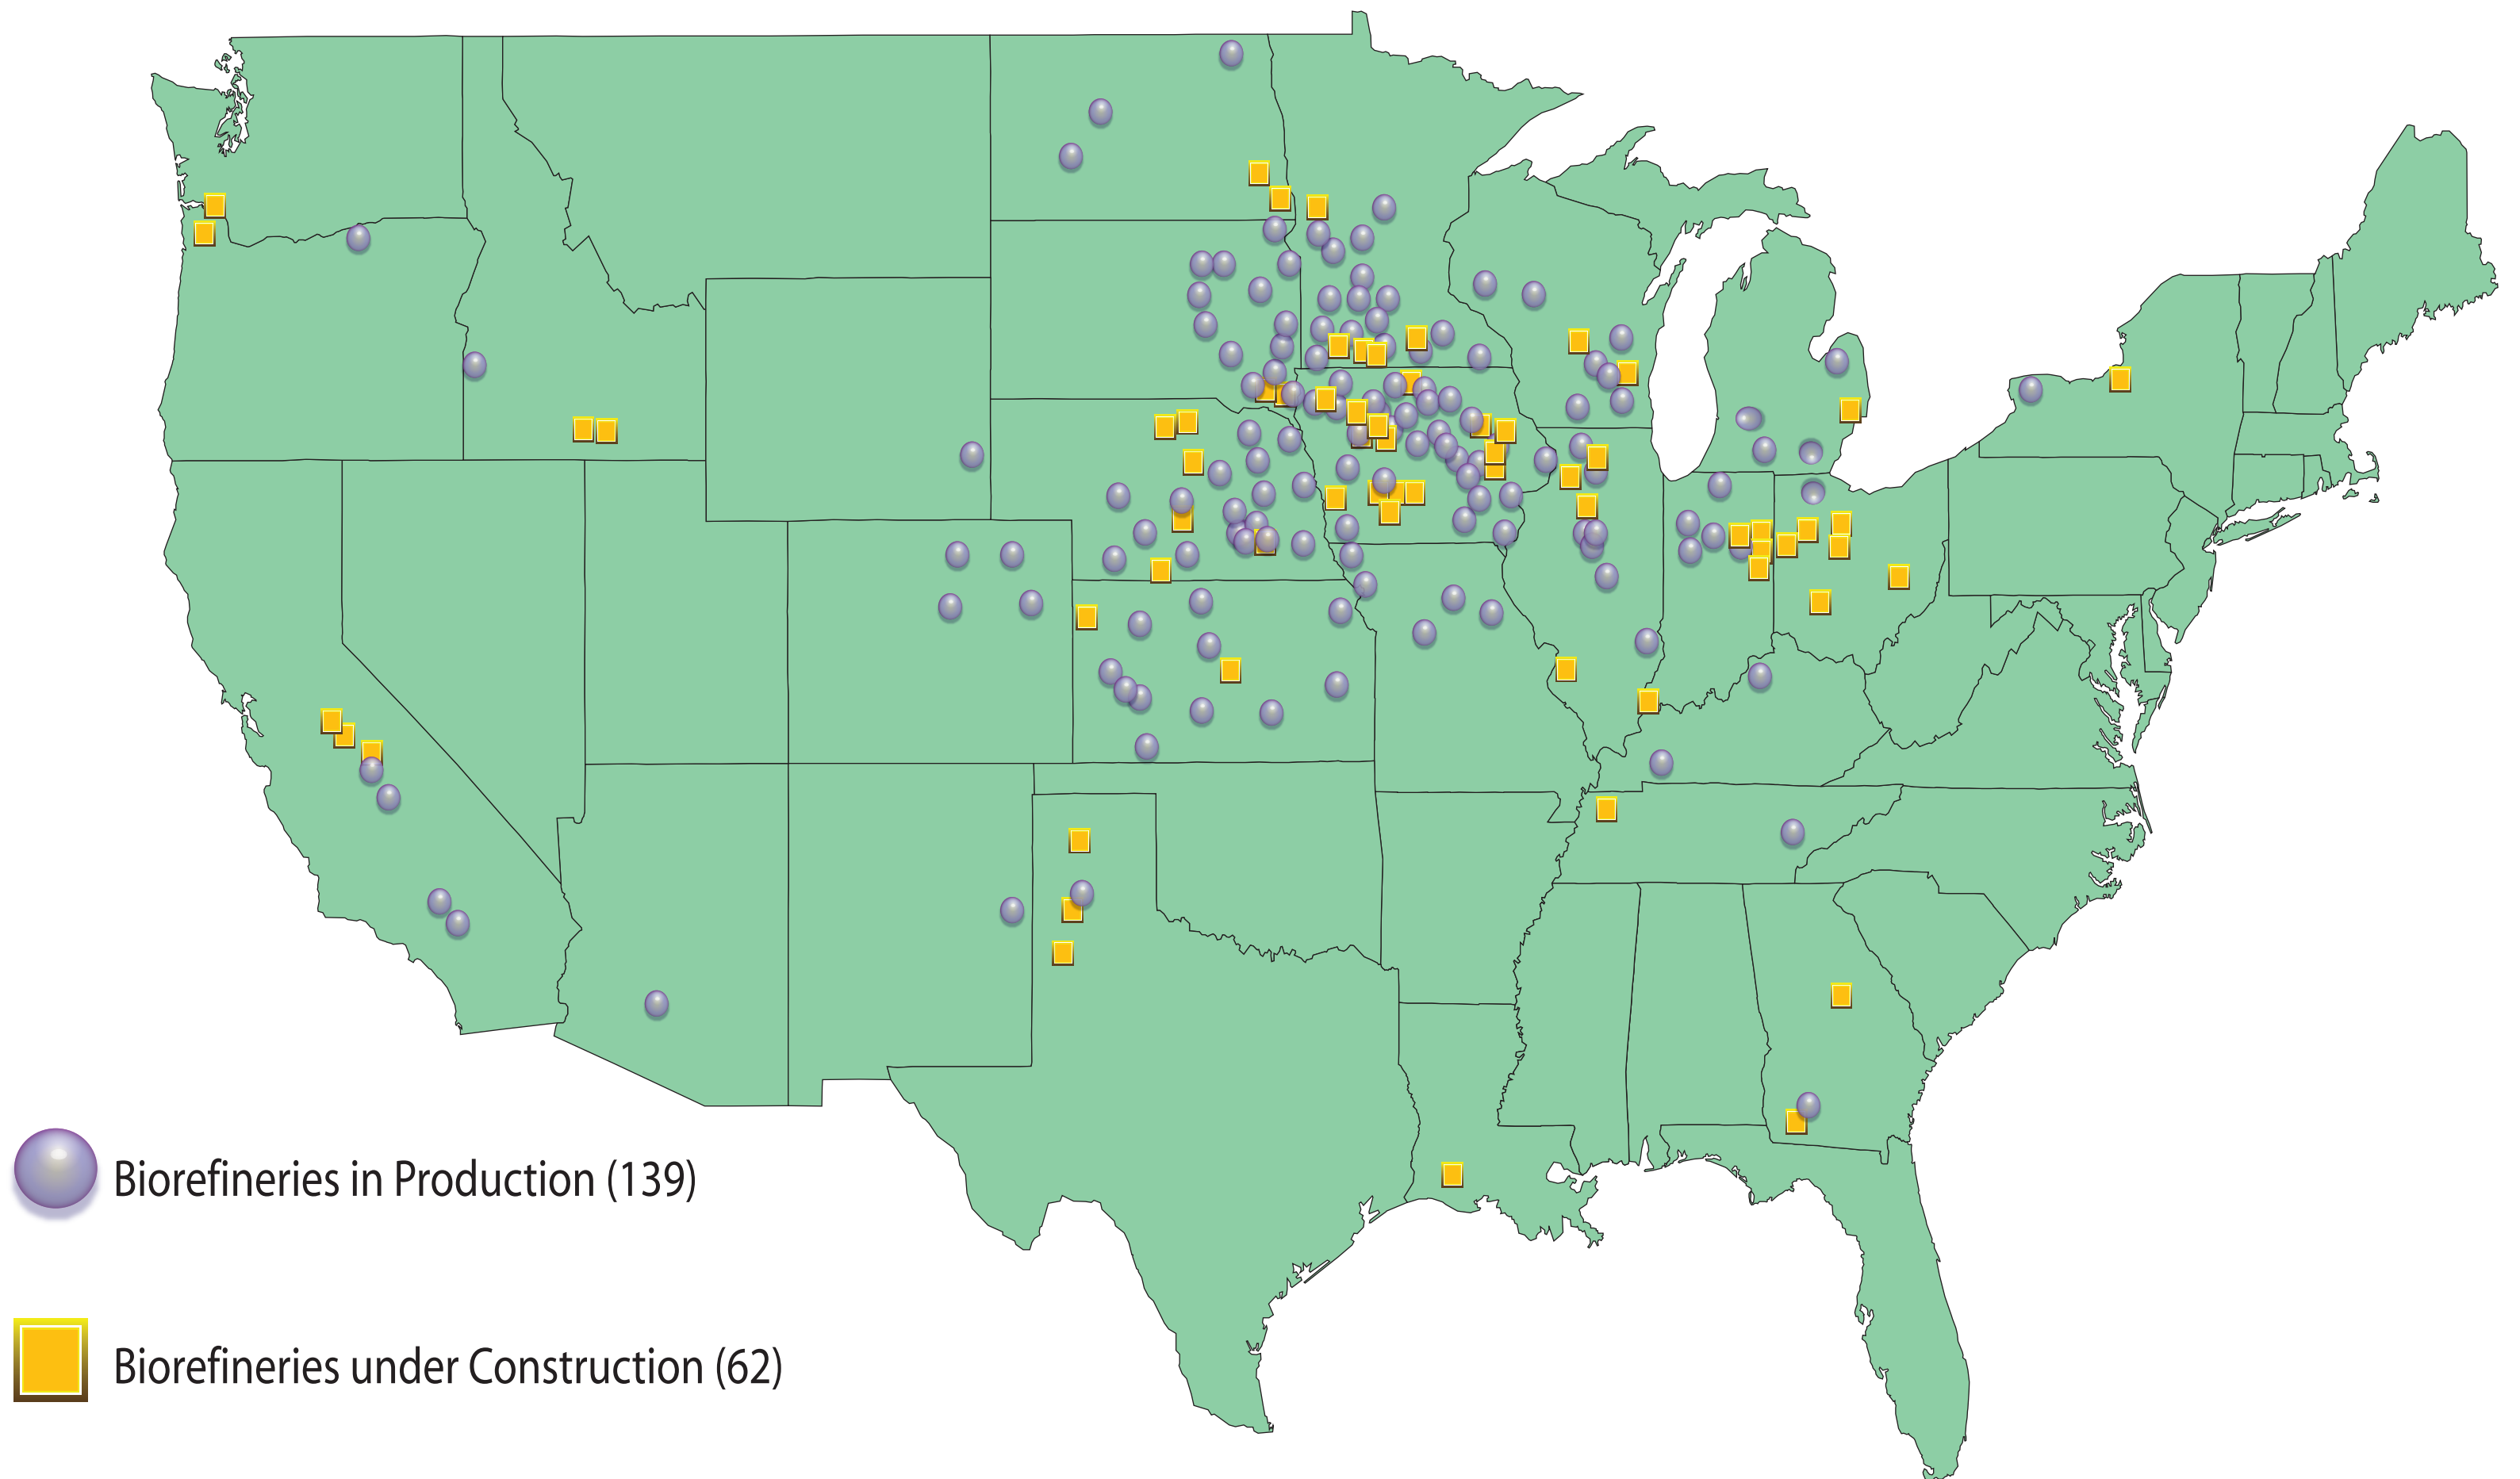 Biorefineries in Production (139)
Biorefineries under Construction (62)